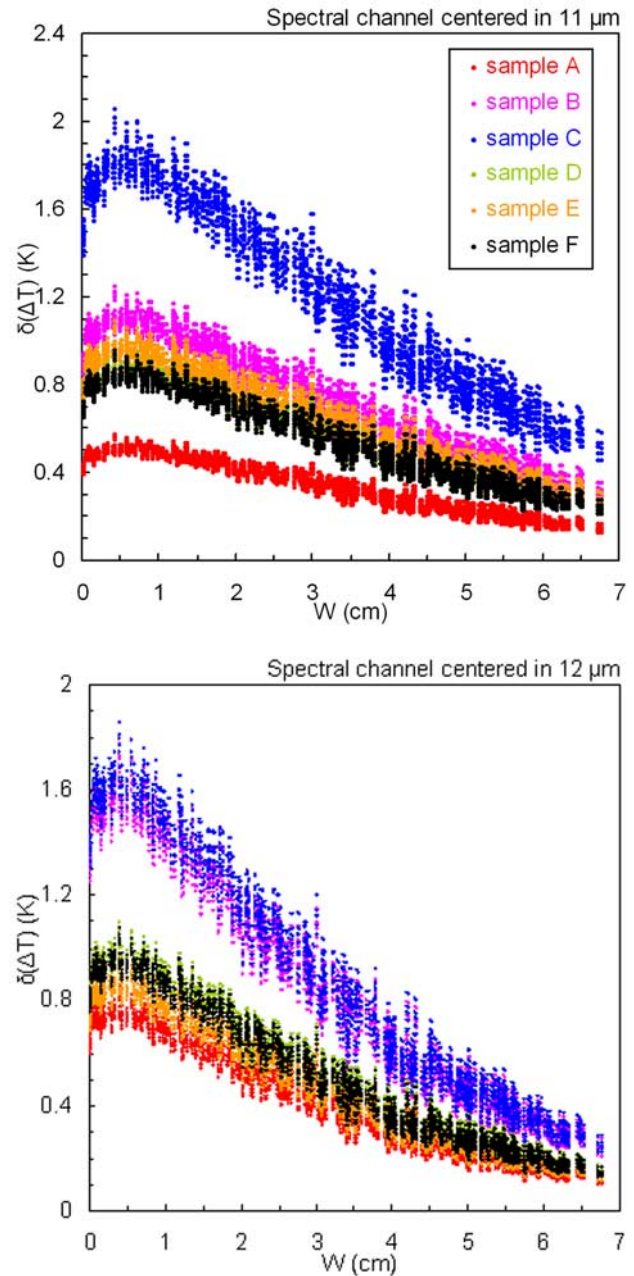 Spectral channel centered in 11 µm
2.4
2
1.6
1.2
0.8
0.4
0
δ(ΔT) (K)
sample A
sample B
sample C
sample D
sample E
sample F
0 1 2 3 4 5 6 7
W (cm)
Spectral channel centered in 12 µm
2
1.6
1.2
0.8
0.4
0
δ(ΔT) (K)
0 1 2 3 4 5 6 7
W (cm)